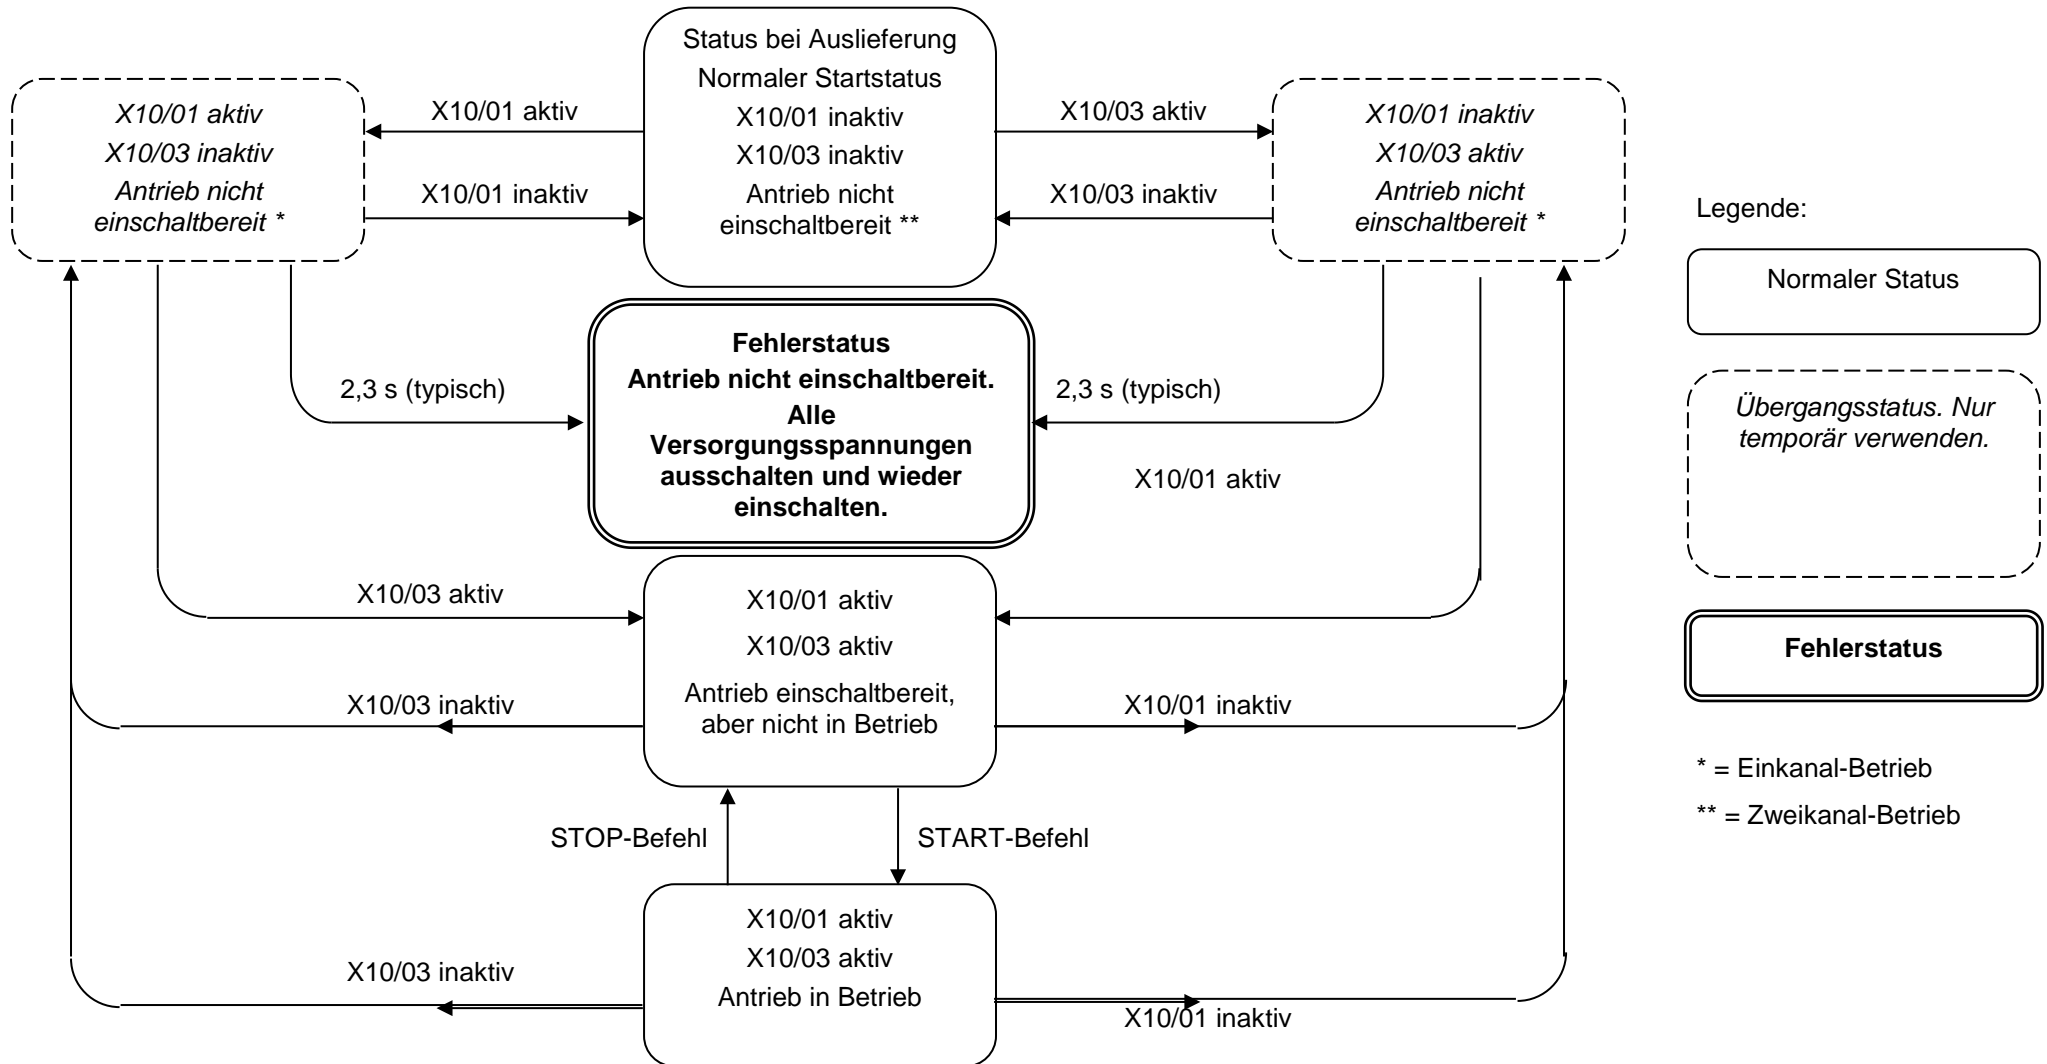 Status bei Auslieferung
Normaler Startstatus
X10/01 inaktiv
X10/03 inaktiv
Antrieb nicht
einschaltbereit **
X10/01 aktiv
X10/03 inaktiv
Antrieb nicht
einschaltbereit *
X10/01 aktiv
X10/01 inaktiv
X10/03 aktiv
X10/03 inaktiv
X10/01 inaktiv
X10/03 aktiv
Antrieb nicht
einschaltbereit *
Fehlerstatus
Antrieb nicht einschaltbereit.
Alle
Versorgungsspannungen
ausschalten und wieder
einschalten.
2,3 s (typisch)
2,3 s (typisch)
X10/01 aktiv
X10/03 aktiv
X10/01 aktiv
X10/03 aktiv
Antrieb einschaltbereit,
aber nicht in Betrieb
X10/03 inaktiv
X10/01 inaktiv
STOP-Befehl
START-Befehl
X10/01 aktiv
X10/03 aktiv
Antrieb in Betrieb
X10/03 inaktiv
X10/01 inaktiv
Legende:
Normaler Status
Übergangsstatus. Nur
temporär verwenden.
Fehlerstatus
* = Einkanal-Betrieb
** = Zweikanal-Betrieb